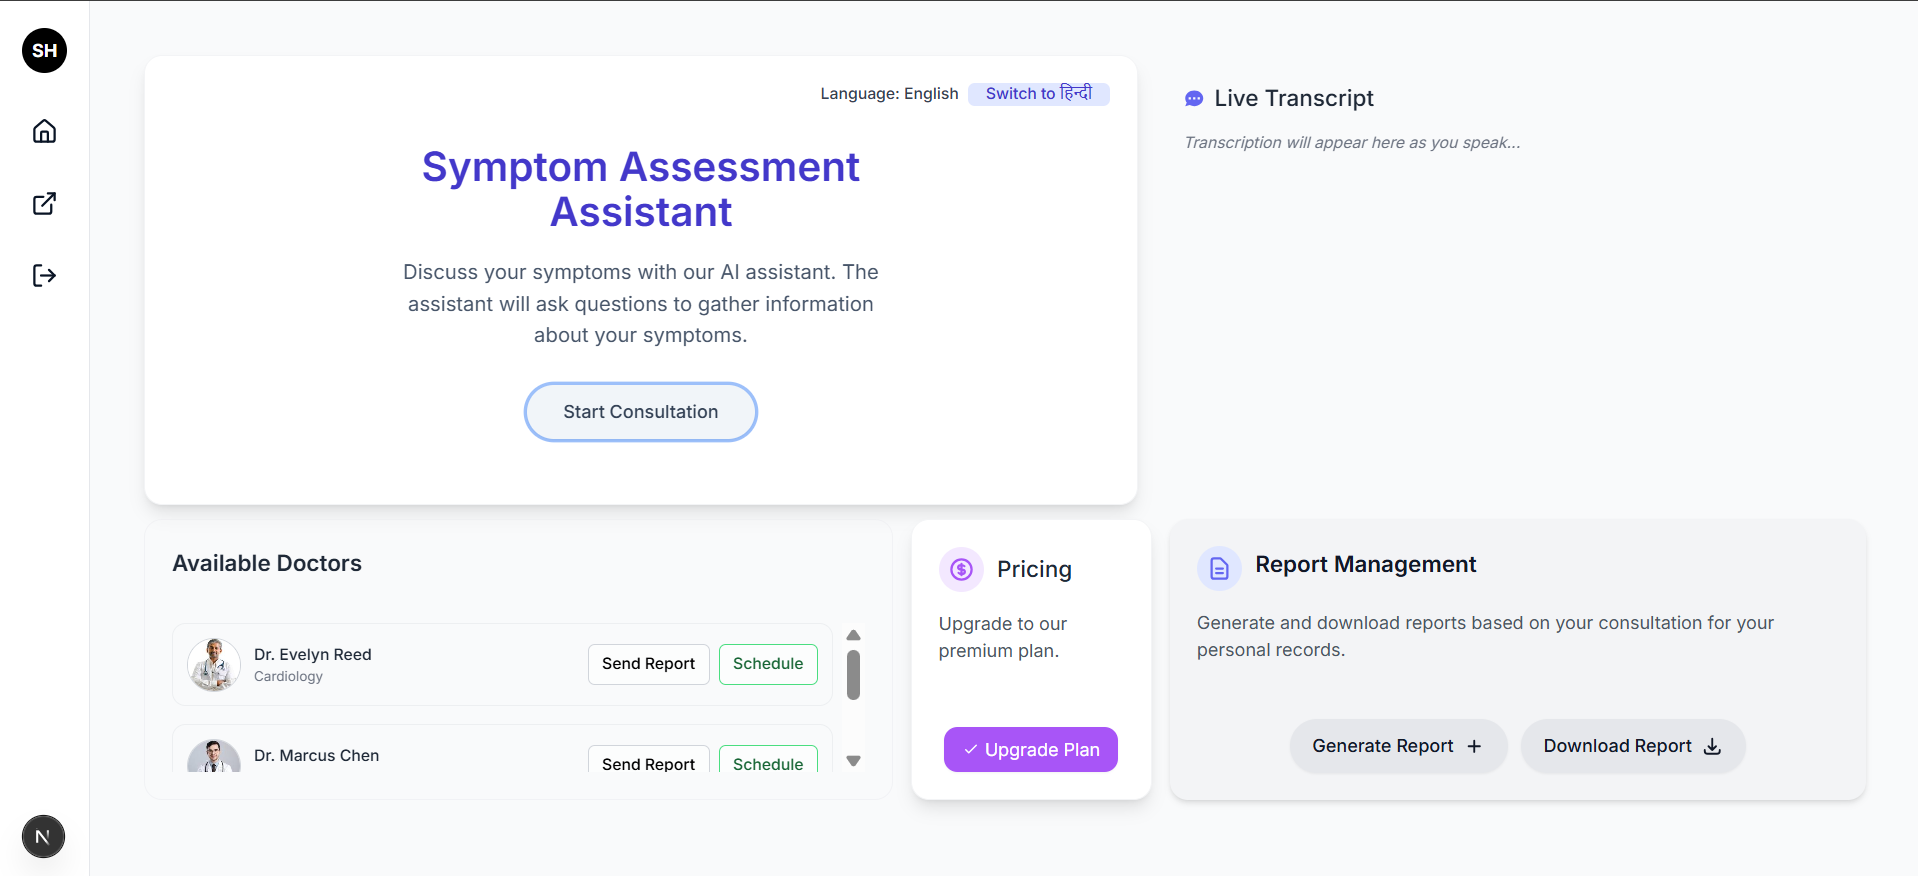 SH
Language: English
Switch to हिन्दी
Symptom Assessment
Assistant
Discuss your symptoms with our AI assistant. The
assistant will ask questions to gather information
about your symptoms.
Start Consultation
Live Transcript
Transcription will appear here as you speak...
Available Doctors
Dr. Evelyn Reed
Cardiology
Send Report
Schedule
Dr. Marcus Chen
Send Report
Schedule
Pricing
Upgrade to our
premium plan.
Upgrade Plan
Report Management
Generate and download reports based on your consultation for your
personal records.
Generate Report
Download Report
N